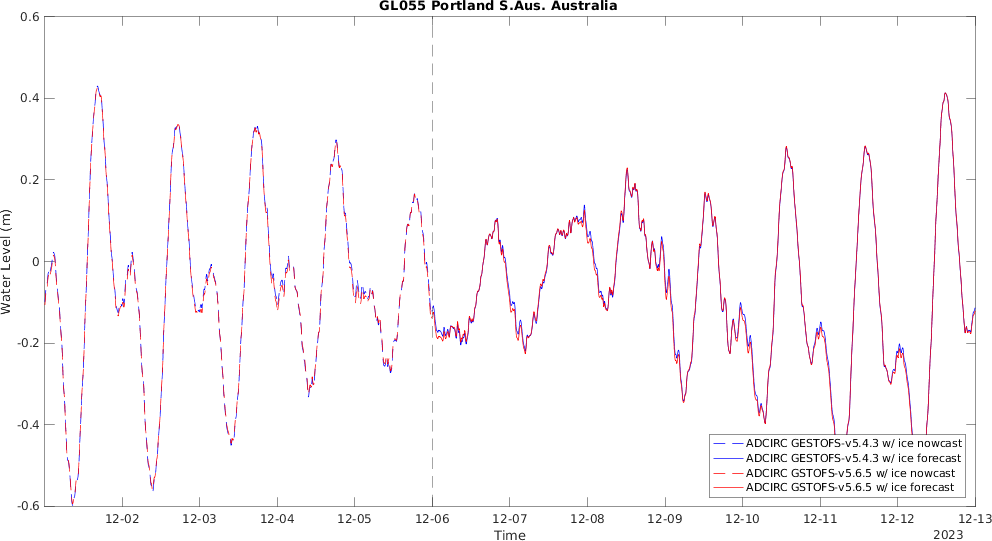 GL055 Portland S.Aus. Australia
0.6
0.4
0.2
0
-0.2
-0.4
-0.6
Water Level (m)
ADCIRC GESTOFS-v5.4.3 w/ ice nowcast
ADCIRC GESTOFS-v5.4.3 w/ ice forecast
ADCIRC GSTOFS-v5.6.5 w/ ice nowcast
ADCIRC GSTOFS-v5.6.5 w/ ice forecast
12-02 12-03 12-04 12-05 12-06 12-07 12-08 12-09 12-10 12-11 12-12 12-13
Time
2023